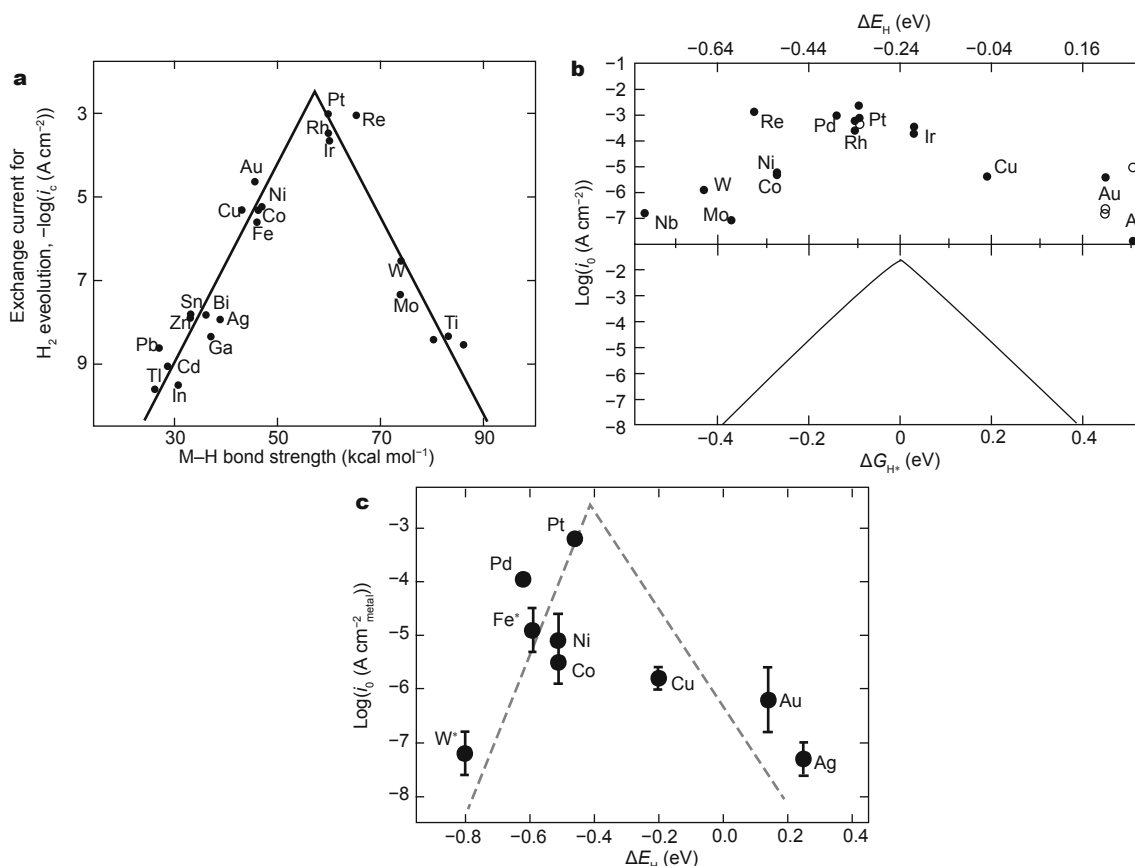 a
Exchange current for
H₂ eveolution, −log(i_c (A cm⁻²))
3
5
7
9
Pt
Re
Rh
Ir
Au
Ni
Cu
Co
Fe
W
Mo
Sn
Bi
Zn
Ag
Ti
Pb
Ga
Cd
Tl
In
30
50
70
90
M–H bond strength (kcal mol⁻¹)
b
ΔE_H (eV)
−0.64
−0.44
−0.24
−0.04
0.16
Log(i₀ (A cm⁻²))
−1
−2
−3
−4
−5
−6
−7
Re
Pd
Pt
Rh
Ir
Ni
Co
Cu
W
Au
Nb
Mo
A
−2
−3
−4
−5
−6
−7
−8
−0.4
−0.2
0
0.2
0.4
ΔG_H* (eV)
c
Log(i₀ (A cm⁻²_metal))
−3
−4
−5
−6
−7
−8
Pt
Pd
Fe*
Ni
Co
Cu
Au
W*
Ag
−0.8
−0.6
−0.4
−0.2
0.0
0.2
0.4
ΔE_H (eV)